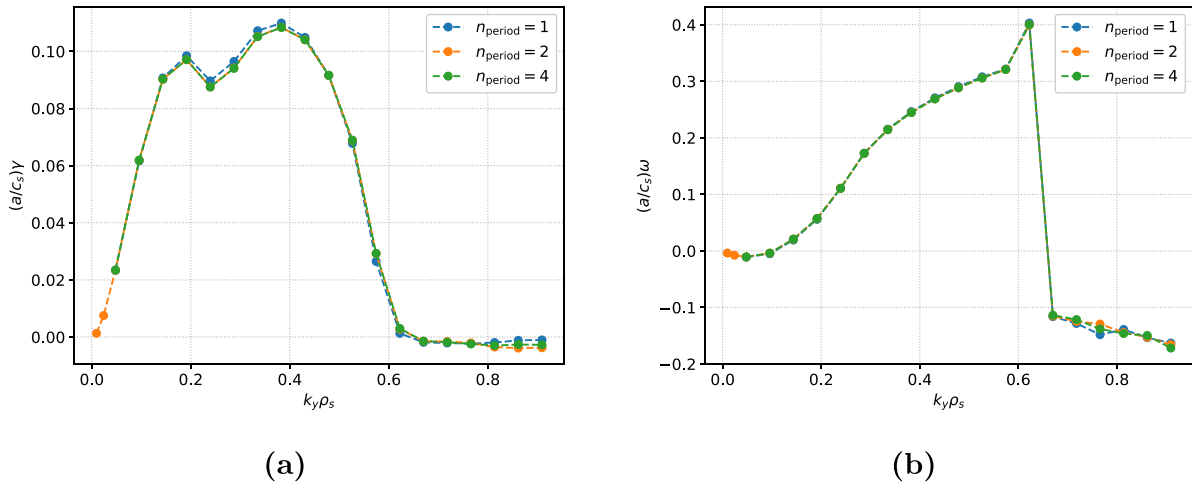 0.10
0.08
0.06
0.04
0.02
0.00
(a/c_s)γ
0.0 0.2 0.4 0.6 0.8
k_yρ_s
n_period = 1
n_period = 2
n_period = 4
(a)
0.4
0.3
0.2
0.1
0.0
−0.1
−0.2
(a/c_s)ω
0.0 0.2 0.4 0.6 0.8
k_yρ_s
n_period = 1
n_period = 2
n_period = 4
(b)